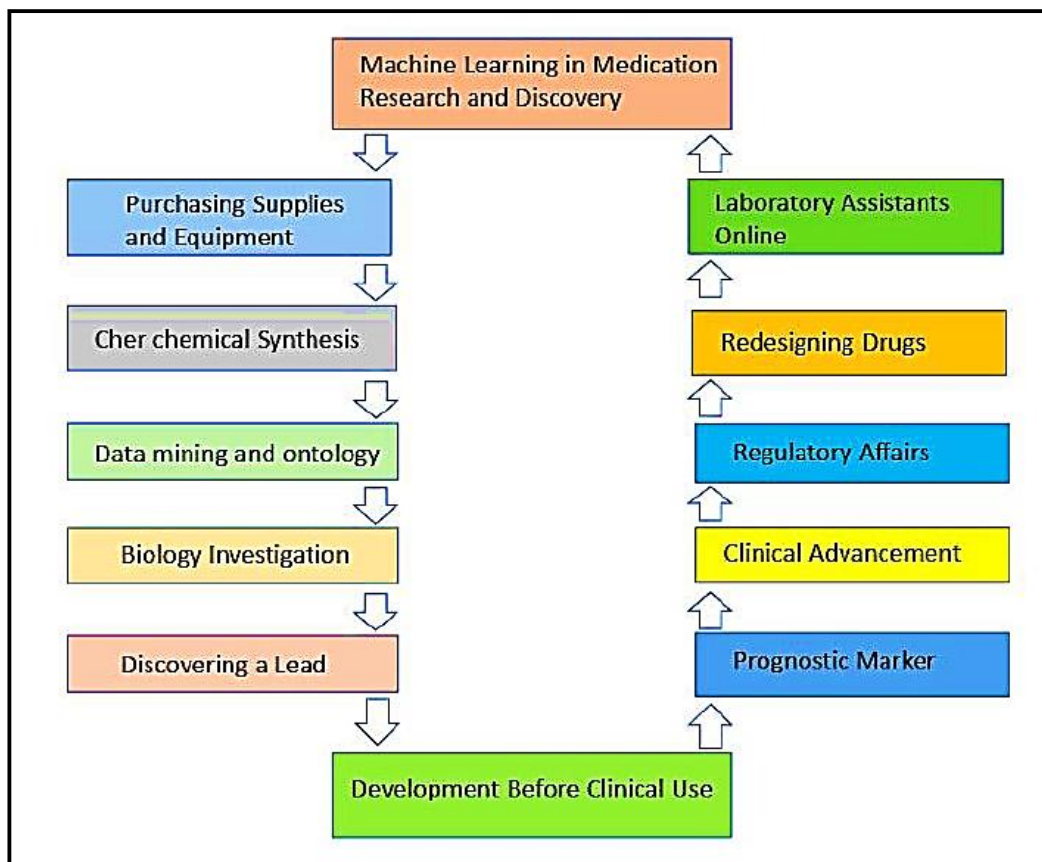 Machine Learning in Medication
Research and Discovery
Purchasing Supplies
and Equipment
Cher chemical Synthesis
Data mining and ontology
Biology Investigation
Discovering a Lead
Development Before Clinical Use
Laboratory Assistants
Online
Redesigning Drugs
Regulatory Affairs
Clinical Advancement
Prognostic Marker